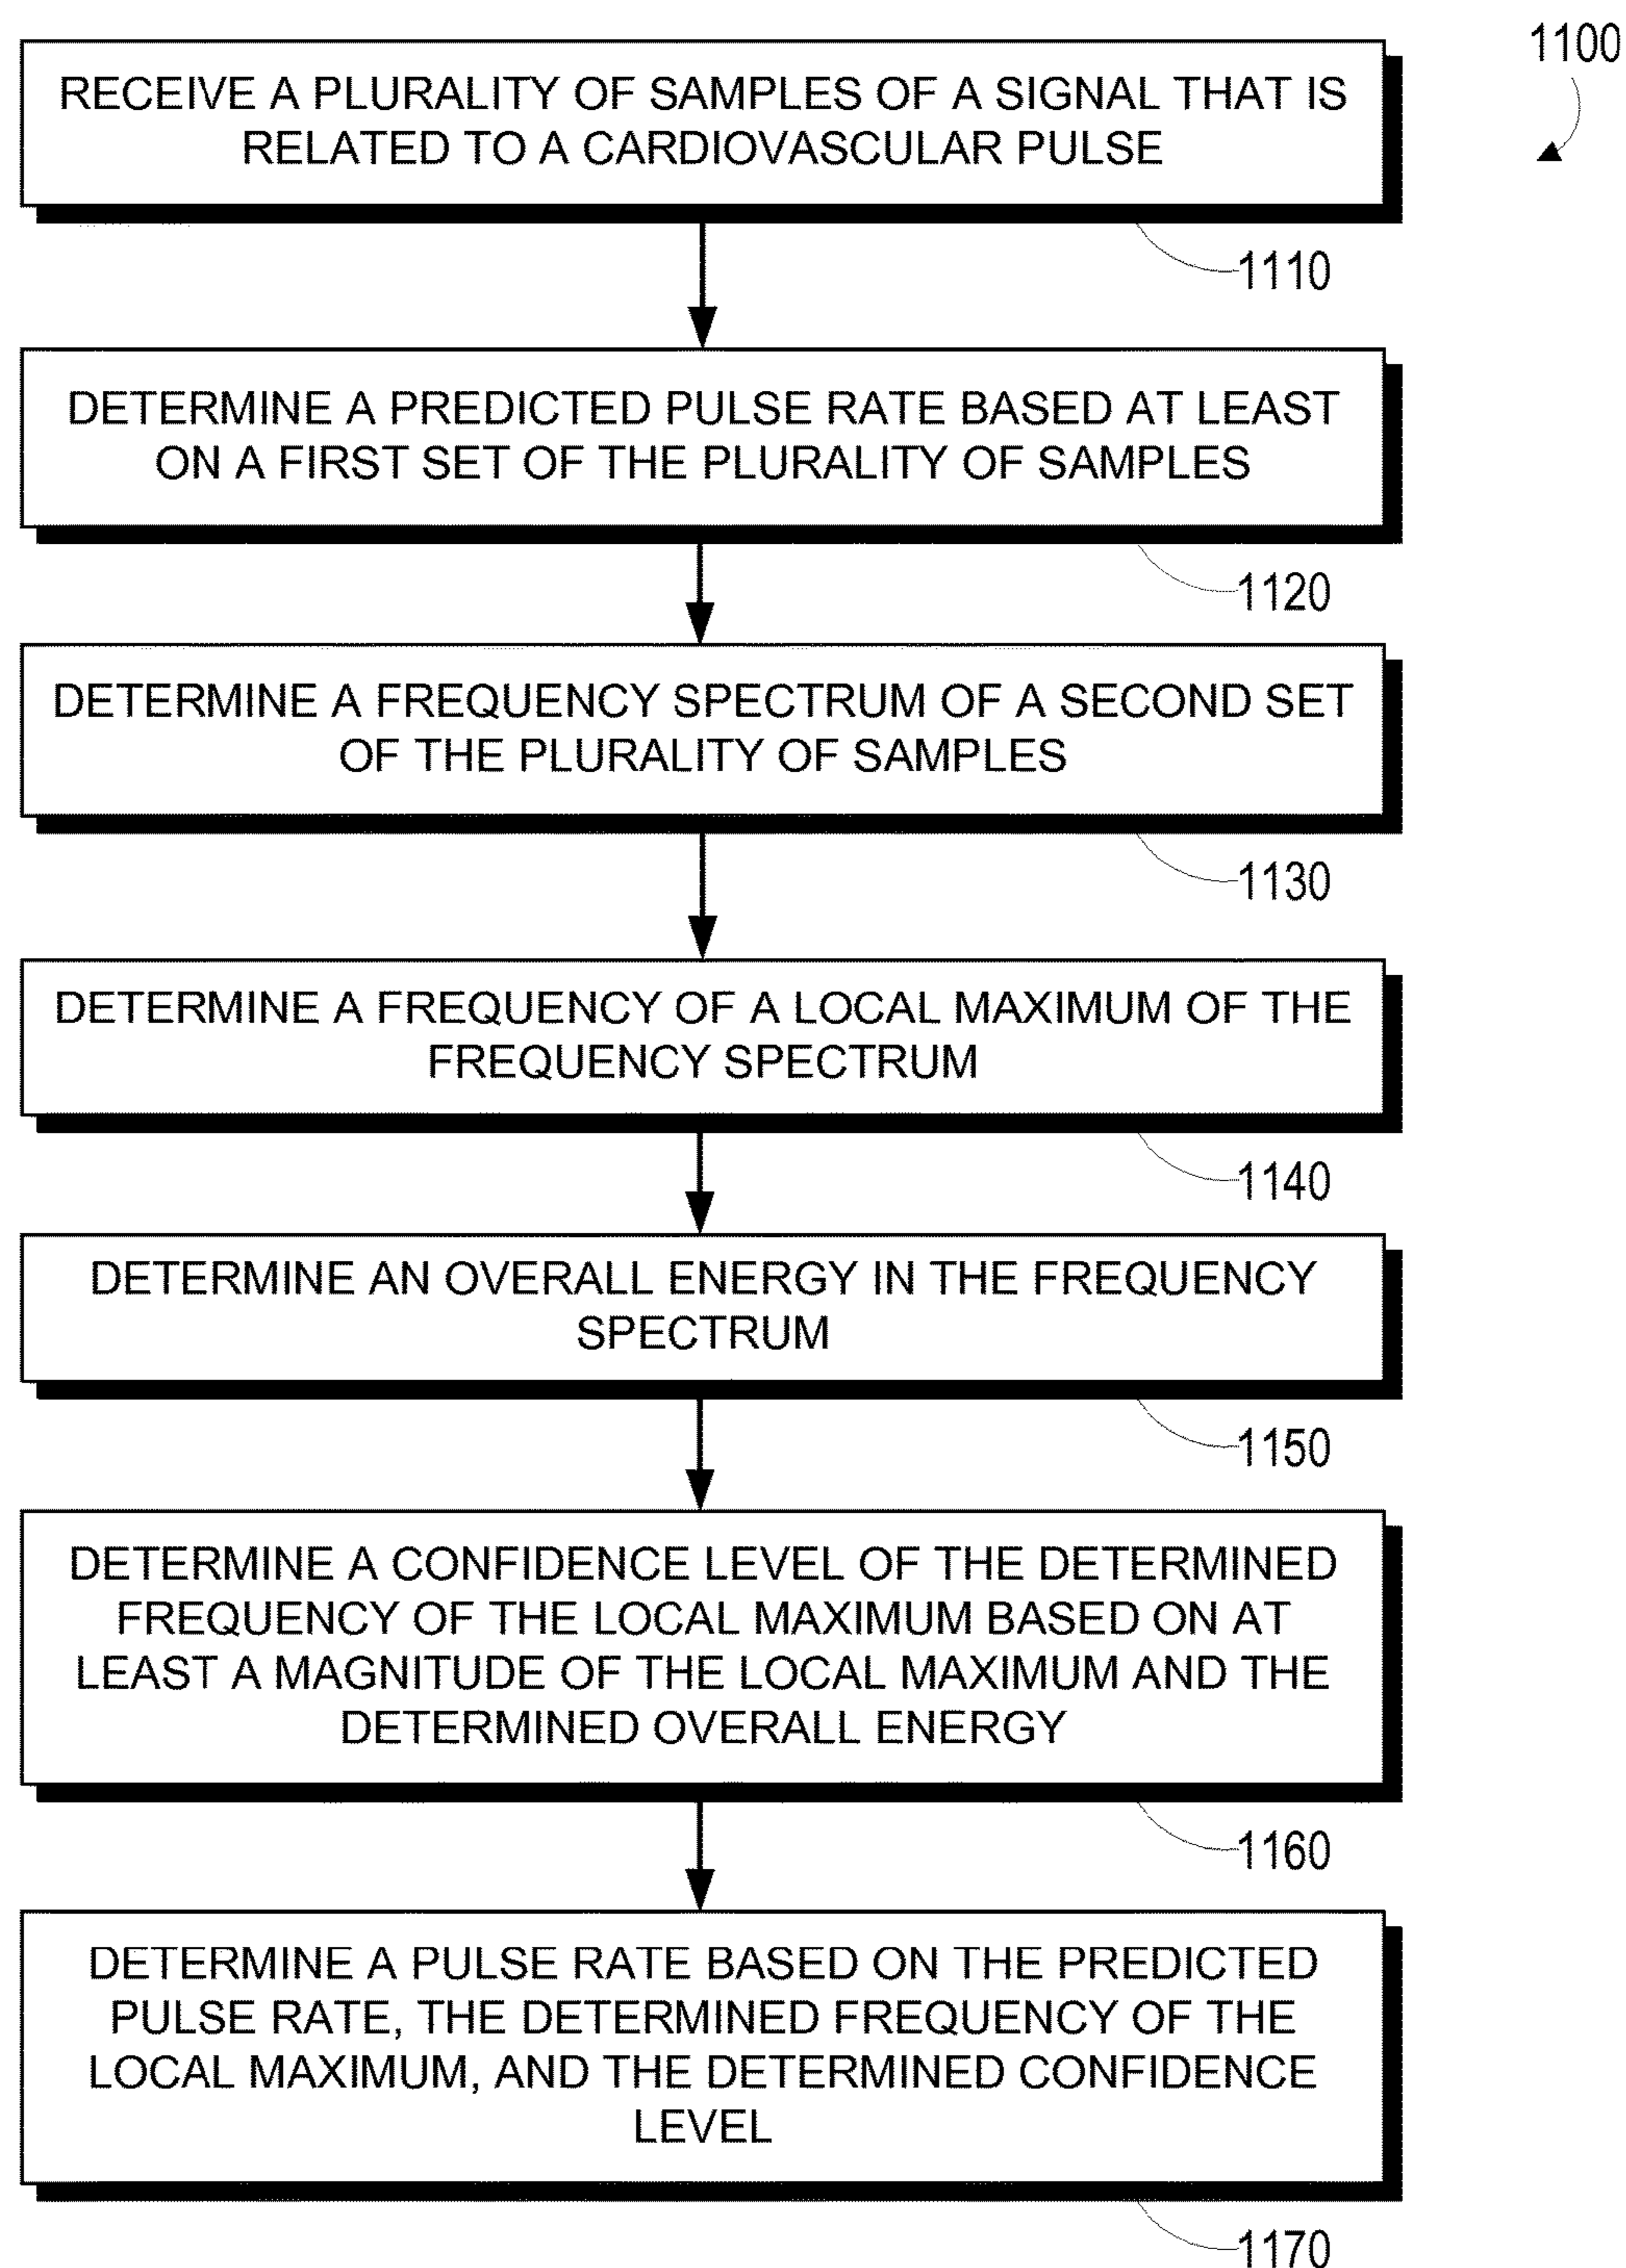 1100
RECEIVE A PLURALITY OF SAMPLES OF A SIGNAL THAT IS
RELATED TO A CARDIOVASCULAR PULSE
1110
DETERMINE A PREDICTED PULSE RATE BASED AT LEAST
ON A FIRST SET OF THE PLURALITY OF SAMPLES
1120
DETERMINE A FREQUENCY SPECTRUM OF A SECOND SET
OF THE PLURALITY OF SAMPLES
1130
DETERMINE A FREQUENCY OF A LOCAL MAXIMUM OF THE
FREQUENCY SPECTRUM
1140
DETERMINE AN OVERALL ENERGY IN THE FREQUENCY
SPECTRUM
1150
DETERMINE A CONFIDENCE LEVEL OF THE DETERMINED
FREQUENCY OF THE LOCAL MAXIMUM BASED ON AT
LEAST A MAGNITUDE OF THE LOCAL MAXIMUM AND THE
DETERMINED OVERALL ENERGY
1160
DETERMINE A PULSE RATE BASED ON THE PREDICTED
PULSE RATE, THE DETERMINED FREQUENCY OF THE
LOCAL MAXIMUM, AND THE DETERMINED CONFIDENCE
LEVEL
1170